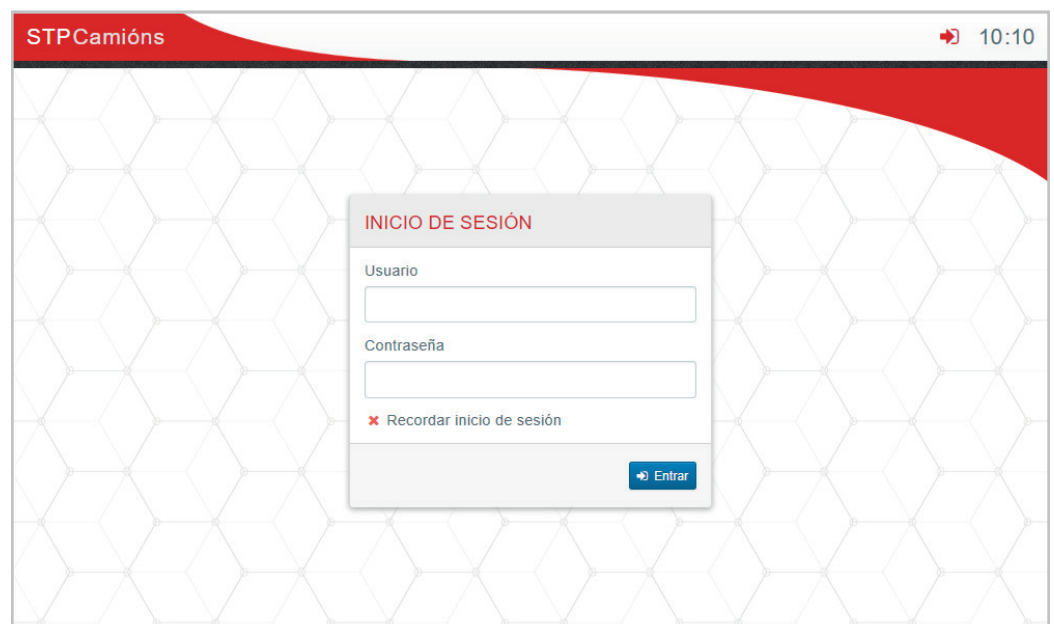 STPCamións
10:10
INICIO DE SESIÓN
Usuario
Contraseña
Recordar inicio de sesión
Entrar